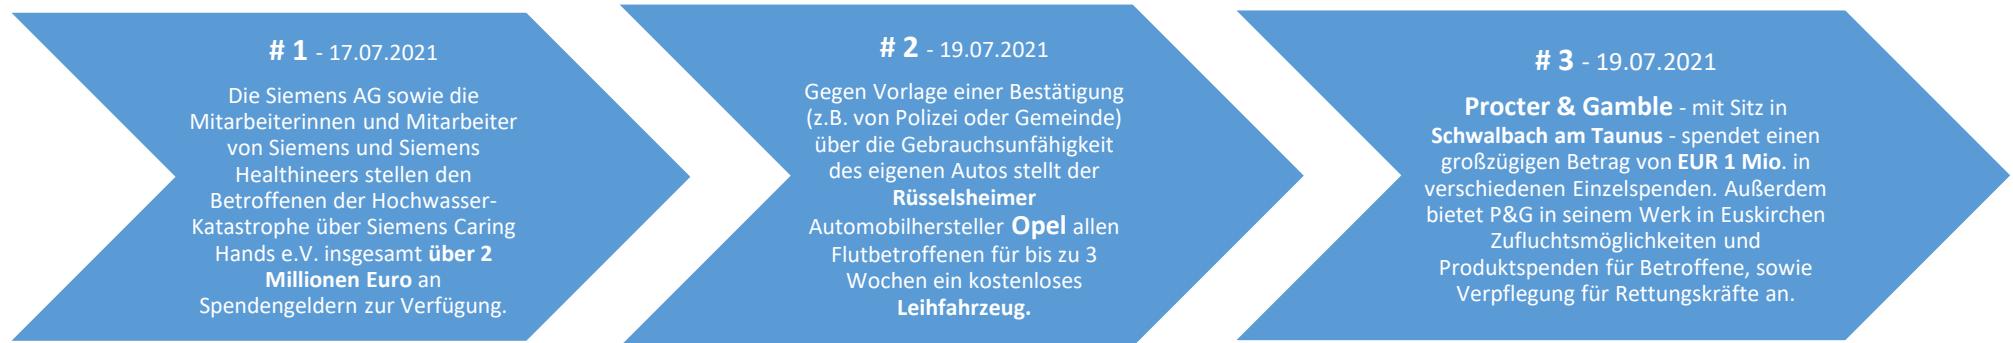 # 1 - 17.07.2021
Die Siemens AG sowie die
Mitarbeiterinnen und Mitarbeiter
von Siemens und Siemens
Healthineers stellen den
Betroffenen der Hochwasser-
Katastrophe über Siemens Caring
Hands e.V. insgesamt über 2
Millionen Euro an
Spendengeldern zur Verfügung.
# 2 - 19.07.2021
Gegen Vorlage einer Bestätigung
(z.B. von Polizei oder Gemeinde)
über die Gebrauchsunfähigkeit
des eigenen Autos stellt der
Rüsselsheimer
Automobilhersteller Opel allen
Flutbetroffenen für bis zu 3
Wochen ein kostenloses
Leihfahrzeug.
# 3 - 19.07.2021
Procter & Gamble - mit Sitz in
Schwalbach am Taunus - spendet einen
großzügigen Betrag von EUR 1 Mio. in
verschiedenen Einzelspenden. Außerdem
bietet P&G in seinem Werk in Euskirchen
Zufluchtsmöglichkeiten und
Produktspenden für Betroffene, sowie
Verpflegung für Rettungskräfte an.